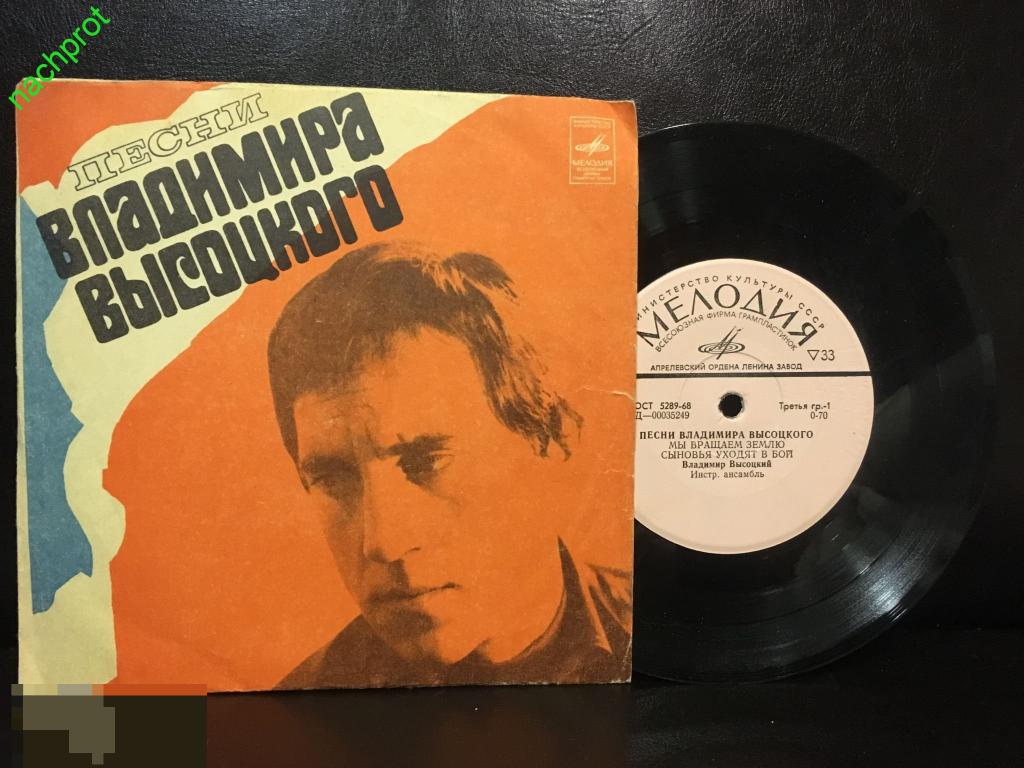 nachprot
ПЕСНИ
ВЛАДИМИРА
ВЫСОЦКОГО
МЕЛОДИЯ
МИНИСТЕРСТВО КУЛЬТУРЫ СССР
МЕЛОДИЯ
ВСЕСОЮЗНАЯ ФИРМА ГРАМПЛАСТИНОК
33
АПРЕЛЕВСКИЙ ОРДЕНА ЛЕНИНА ЗАВОД
ОСТ 5289-68 Третья гр.-1
Д—00035249 0-70
ПЕСНИ ВЛАДИМИРА ВЫСОЦКОГО
МЫ ВРАЩАЕМ ЗЕМЛЮ
СЫНОВЬЯ УХОДЯТ В БОЙ
Владимир Высоцкий
Инстр. ансамбль